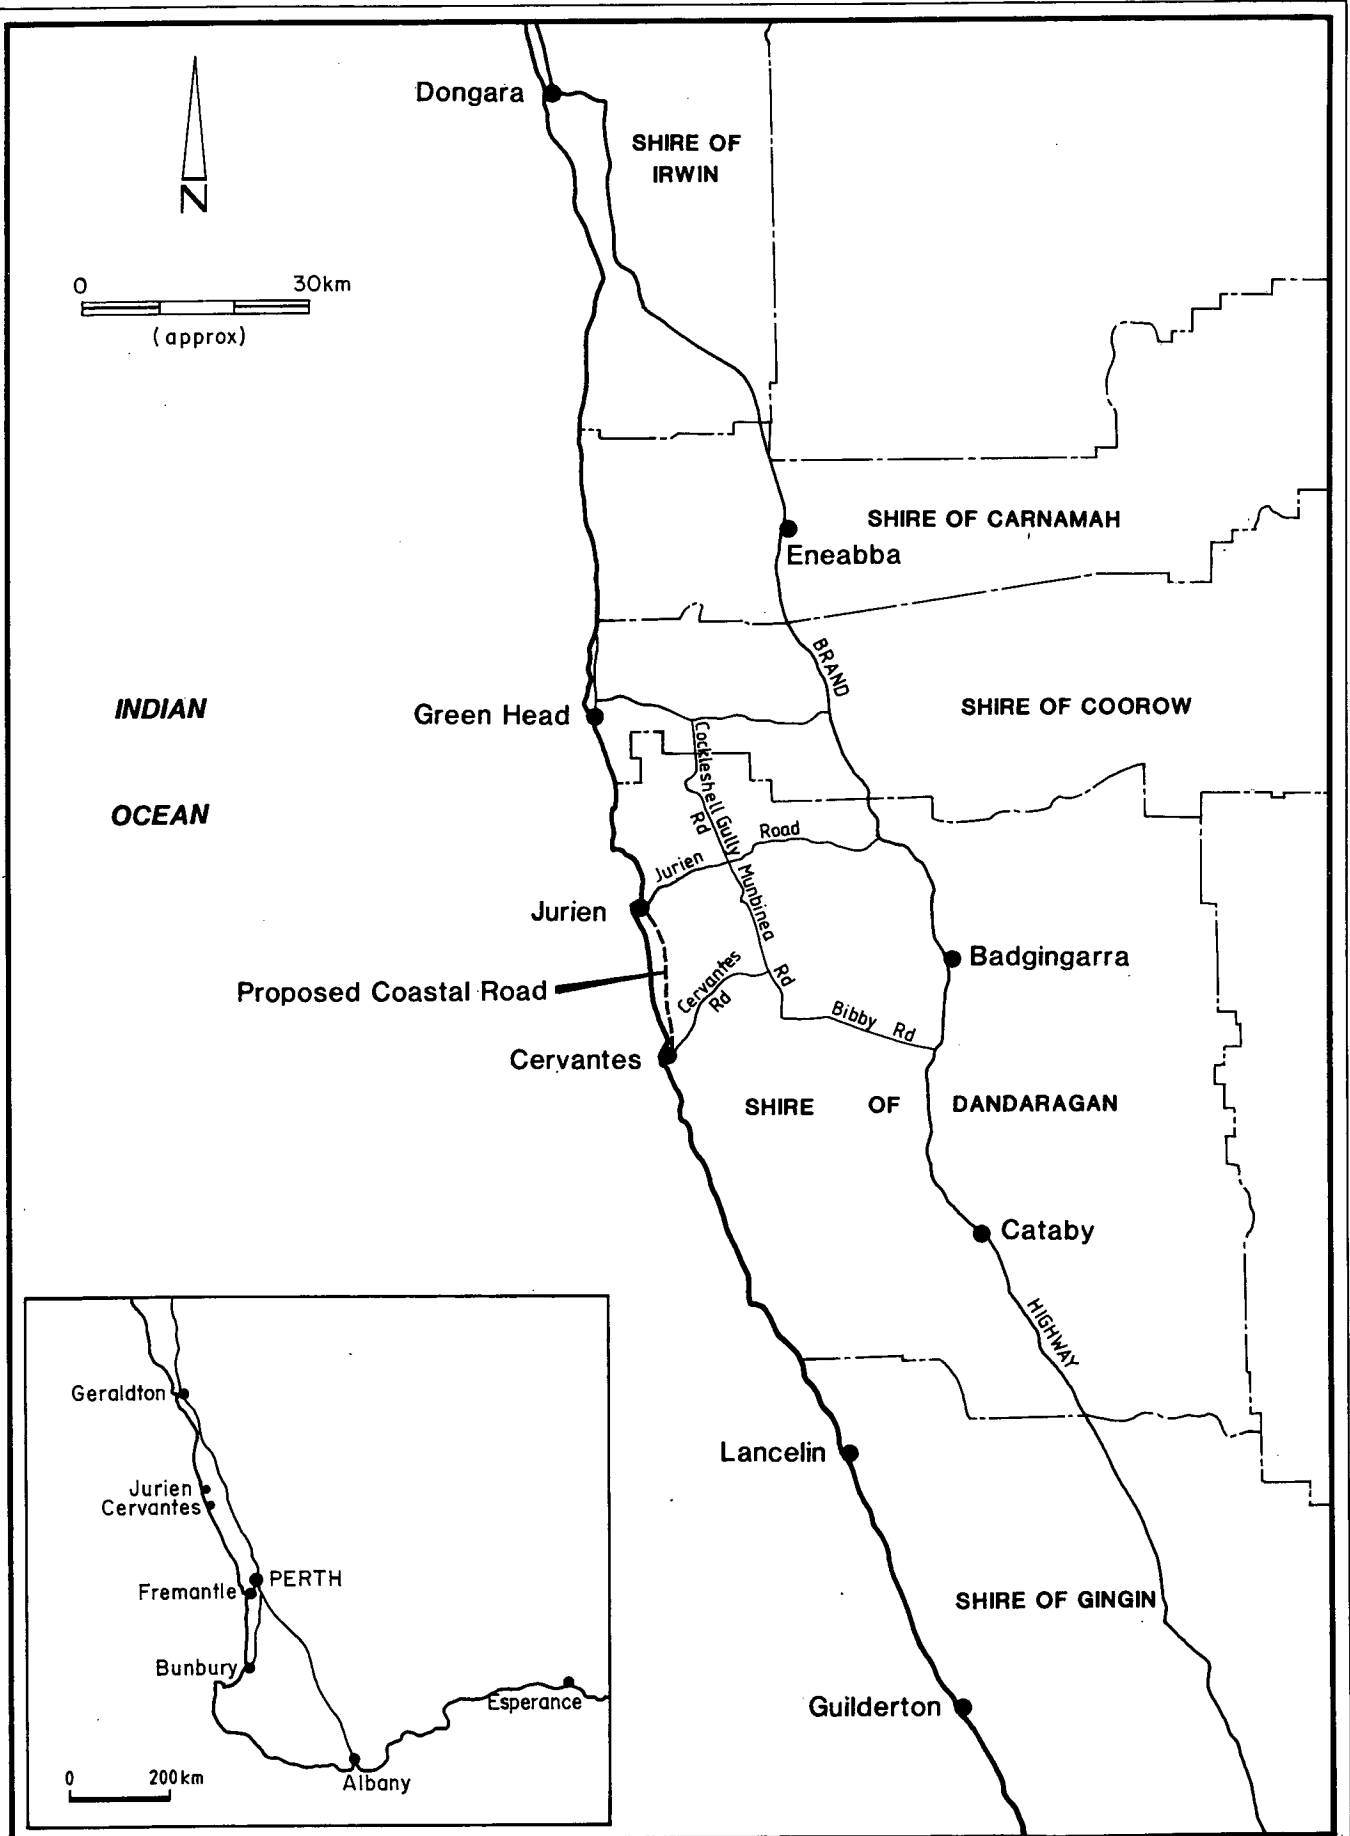 Dongara
SHIRE OF
IRWIN
N
0 30km
(approx)
SHIRE OF CARNAMAH
Eneabba
BRAND
INDIAN
OCEAN
Green Head
SHIRE OF COOROW
Cockleshell Gully
Rd
Jurien Road
Munbinea
Rd
Jurien
Badgingarra
Proposed Coastal Road
Cervantes
Rd
Bibby Rd
Cervantes
SHIRE OF DANDARAGAN
Cataby
HIGHWAY
Lancelin
SHIRE OF GINGIN
Guilderton
Geraldton
Jurien
Cervantes
PERTH
Fremantle
Bunbury
Esperance
Albany
0 200km